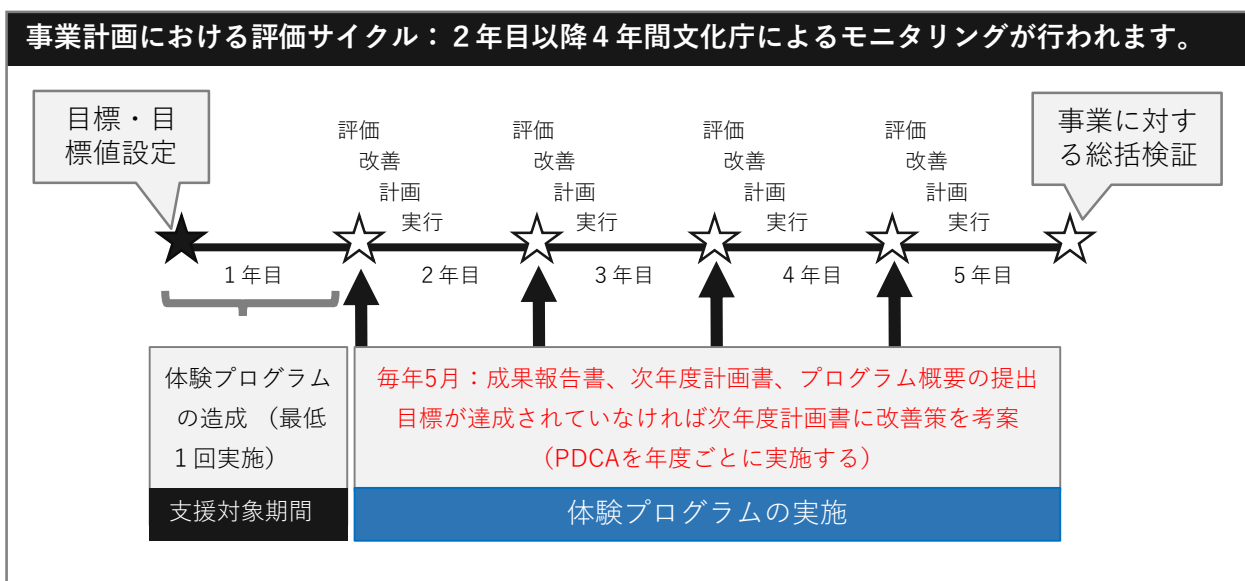 事業計画における評価サイクル：２年目以降４年間文化庁によるモニタリングが行われます。
目標・目
標値設定
評価
改善
計画
実行
評価
改善
計画
実行
評価
改善
計画
実行
評価
改善
計画
実行
事業に対す
る総括検証
１年目
２年目
３年目
４年目
５年目
体験プログラム
の造成 （最低
１回実施）
支援対象期間
毎年5月：成果報告書、次年度計画書、プログラム概要の提出
目標が達成されていなければ次年度計画書に改善策を考案
（PDCAを年度ごとに実施する）
体験プログラムの実施